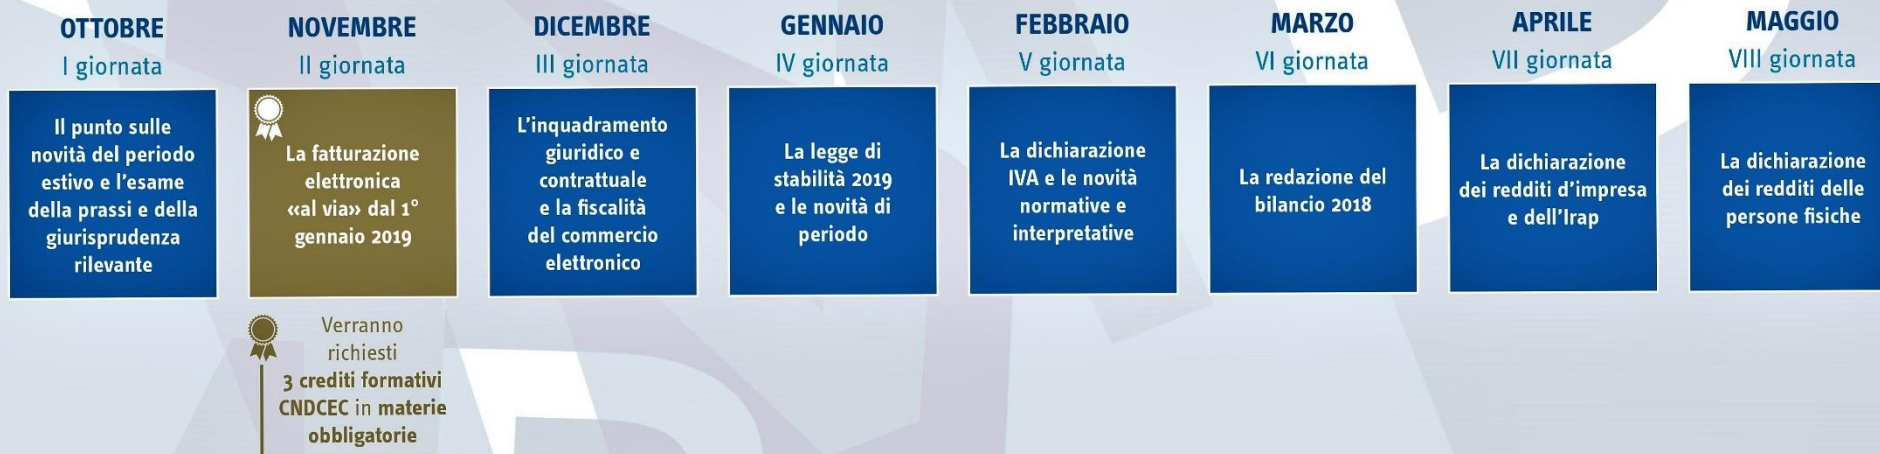 OTTOBRE
I giornata
Il punto sulle
novità del periodo
estivo e l'esame
della prassi e della
giurisprudenza
rilevante
NOVEMBRE
II giornata
La fatturazione
elettronica
«al via» dal 1°
gennaio 2019
Verranno
richiesti
3 crediti formativi
CNDCEC in materie
obbligatorie
DICEMBRE
III giornata
L'inquadramento
giuridico e
contrattuale
e la fiscalità
del commercio
elettronico
GENNAIO
IV giornata
La legge di
stabilità 2019
e le novità di
periodo
FEBBRAIO
V giornata
La dichiarazione
IVA e le novità
normative e
interpretative
MARZO
VI giornata
La redazione del
bilancio 2018
APRILE
VII giornata
La dichiarazione
dei redditi d'impresa
e dell'Irap
MAGGIO
VIII giornata
La dichiarazione
dei redditi delle
persone fisiche